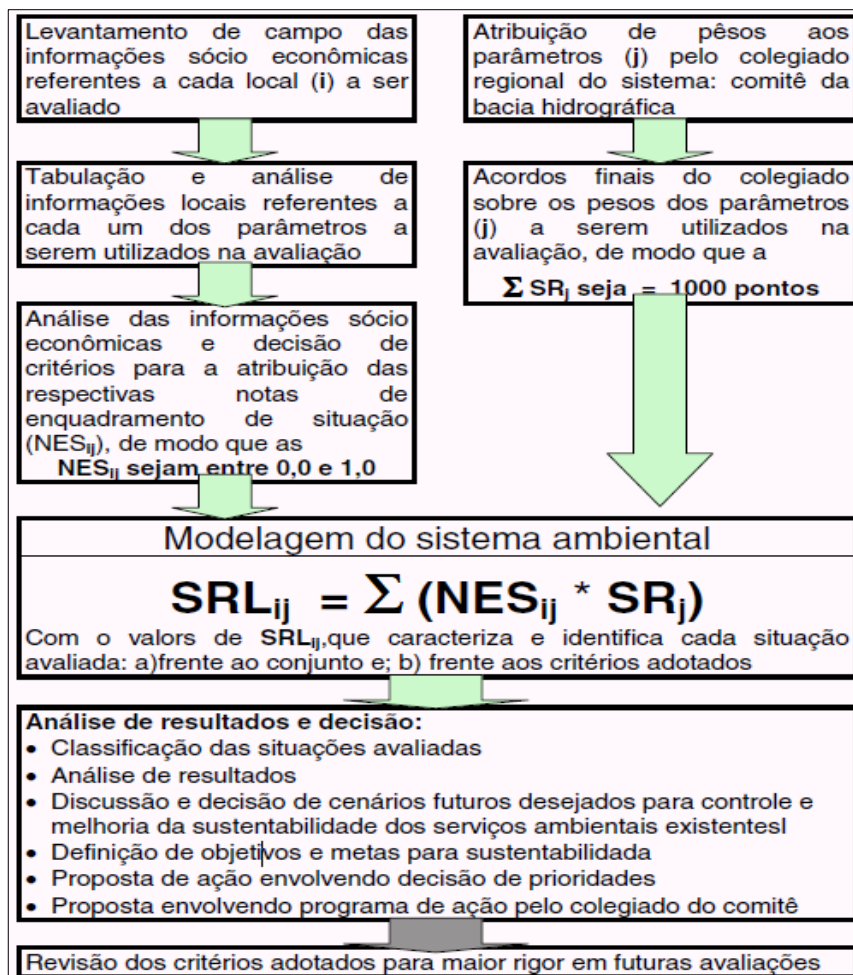 Levantamento de campo das
informações sócio econômicas
referentes a cada local (i) a ser
avaliado
Tabulação e análise de
informações locais referentes a
cada um dos parâmetros a
serem utilizados na avaliação
Análise das informações sócio
econômicas e decisão de
critérios para a atribuição das
respectivas notas de
enquadramento de situação
(NESij), de modo que as
NESij sejam entre 0,0 e 1,0
Atribuição de pêsos aos
parâmetros (j) pelo colegiado
regional do sistema: comitê da
bacia hidrográfica
Acordos finais do colegiado
sobre os pesos dos parâmetros
(j) a serem utilizados na
avaliação, de modo que a
Σ SRj seja = 1000 pontos
Modelagem do sistema ambiental
SRLij = Σ (NESij * SRj)
Com o valors de SRLij,que caracteriza e identifica cada situação
avaliada: a)frente ao conjunto e; b) frente aos critérios adotados
Análise de resultados e decisão:
• Classificação das situações avaliadas
• Análise de resultados
• Discussão e decisão de cenários futuros desejados para controle e
melhoria da sustentabilidade dos serviços ambientais existentesl
• Definição de objetivos e metas para sustentabilidada
• Proposta de ação envolvendo decisão de prioridades
• Proposta envolvendo programa de ação pelo colegiado do comitê
Revisão dos critérios adotados para maior rigor em futuras avaliações